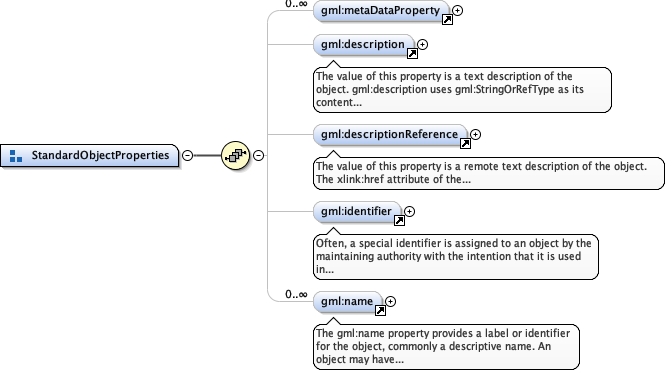 0..∞
gml:metaDataProperty
gml:description
The value of this property is a text description of the
object. gml:description uses gml:StringOrRefType as its
content...
gml:descriptionReference
The value of this property is a remote text description of the object.
The xlink:href attribute of the...
StandardObjectProperties
gml:identifier
Often, a special identifier is assigned to an object by the
maintaining authority with the intention that it is used
in...
0..∞
gml:name
The gml:name property provides a label or identifier
for the object, commonly a descriptive name. An
object may have...